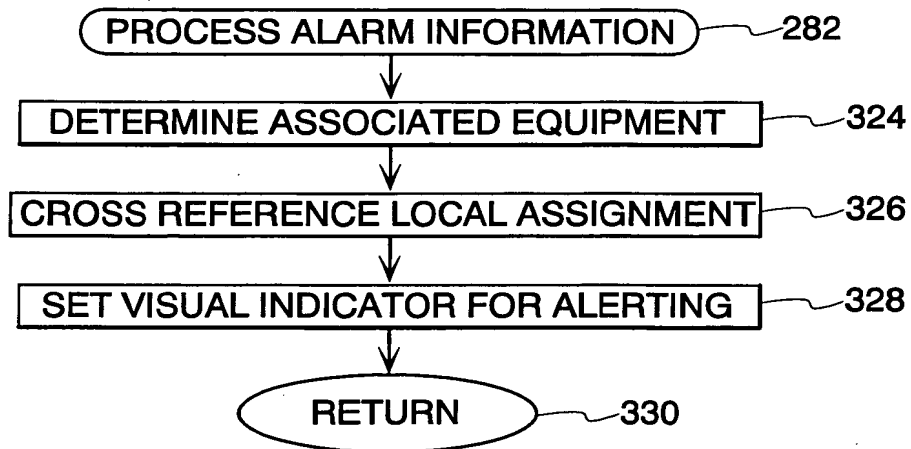 PROCESS ALARM INFORMATION 282
DETERMINE ASSOCIATED EQUIPMENT 324
CROSS REFERENCE LOCAL ASSIGNMENT 326
SET VISUAL INDICATOR FOR ALERTING 328
RETURN 330